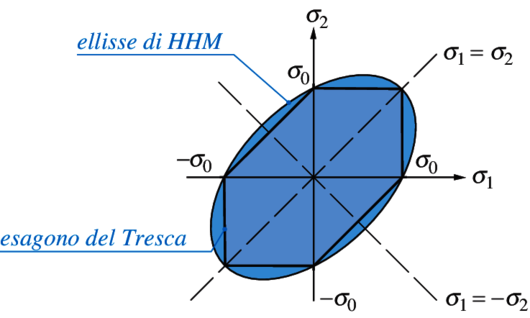 σ₂
ellisse di HHM
σ₁ = σ₂
σ₀
−σ₀
σ₀
σ₁
esagono del Tresca
−σ₀
σ₁ = −σ₂